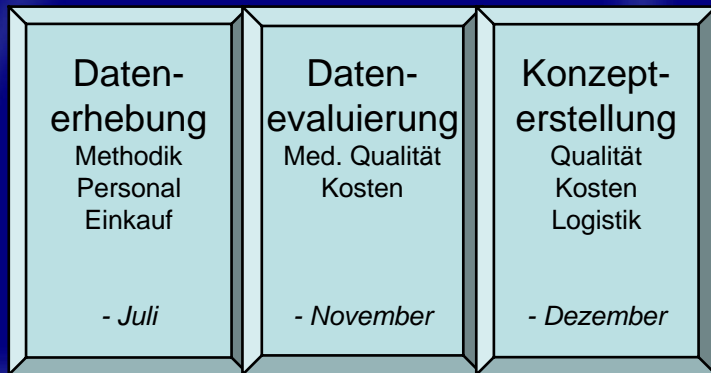 Daten-
erhebung
Methodik
Personal
Einkauf
- Juli
Daten-
evaluierung
Med. Qualität
Kosten
- November
Konzept-
erstellung
Qualität
Kosten
Logistik
- Dezember